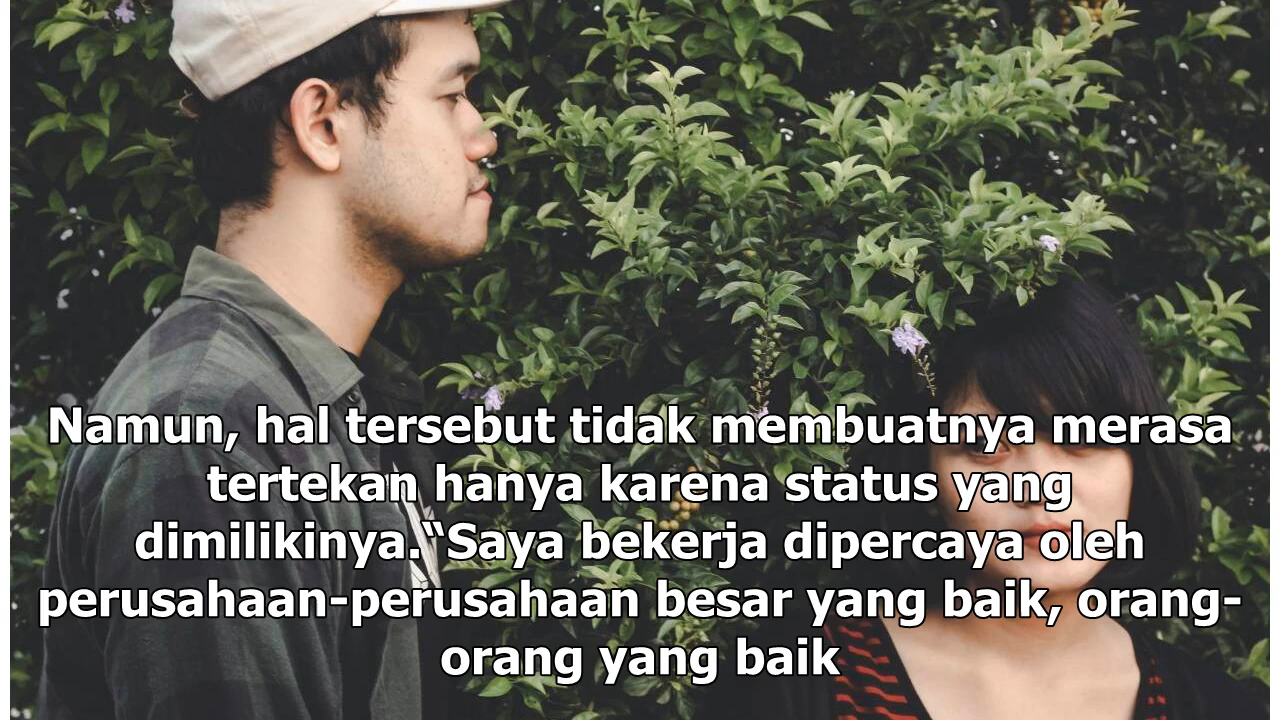 Namun, hal tersebut tidak membuatnya merasa
tertekan hanya karena status yang
dimilikinya.“Saya bekerja dipercaya oleh
perusahaan-perusahaan besar yang baik, orang-
orang yang baik